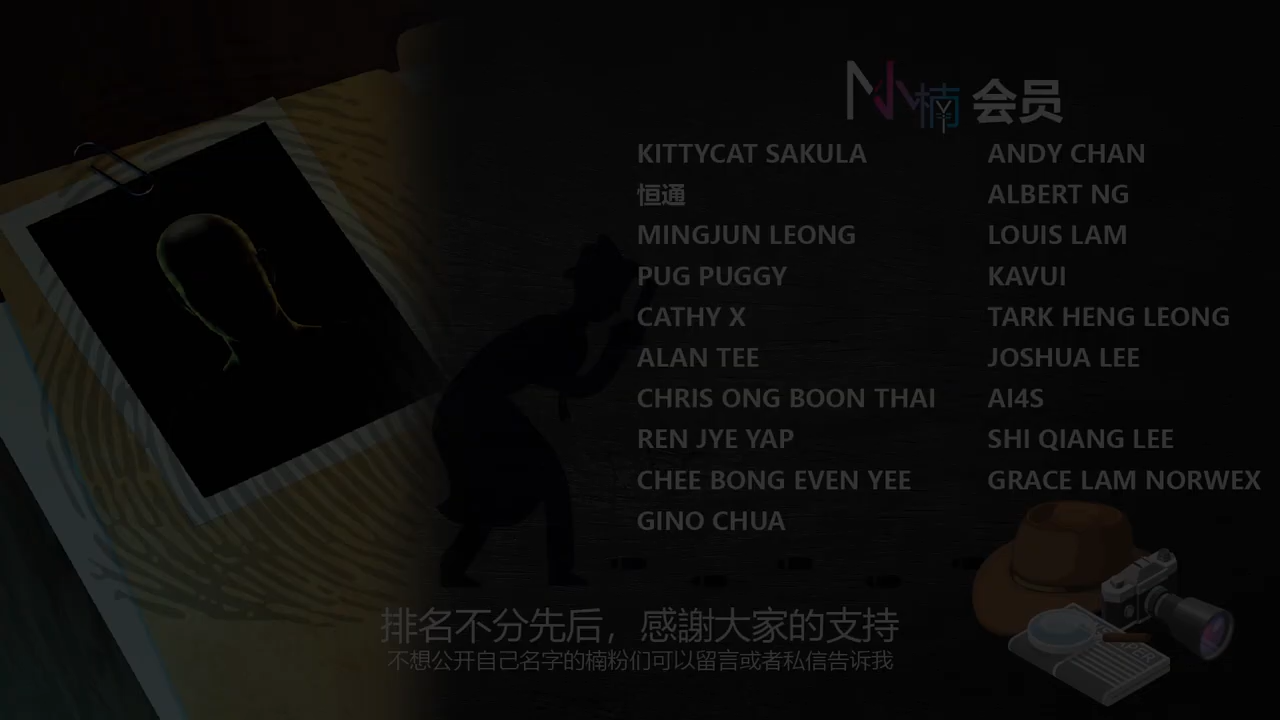 小楠 会员
KITTYCAT SAKULA
恒通
MINGJUN LEONG
PUG PUGGY
CATHY X
ALAN TEE
CHRIS ONG BOON THAI
REN JYE YAP
CHEE BONG EVEN YEE
GINO CHUA
ANDY CHAN
ALBERT NG
LOUIS LAM
KAVUI
TARK HENG LEONG
JOSHUA LEE
AI4S
SHI QIANG LEE
GRACE LAM NORWEX
排名不分先后，感謝大家的支持
不想公开自己名字的楠粉们可以留言或者私信告诉我